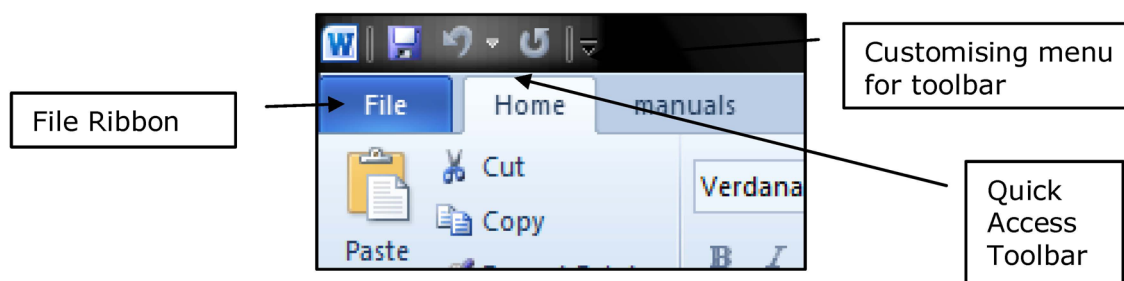 W
Customising menu
for toolbar
File
Home
manuals
File Ribbon
Cut
Verdana
Copy
Quick
Access
Toolbar
Paste
B I